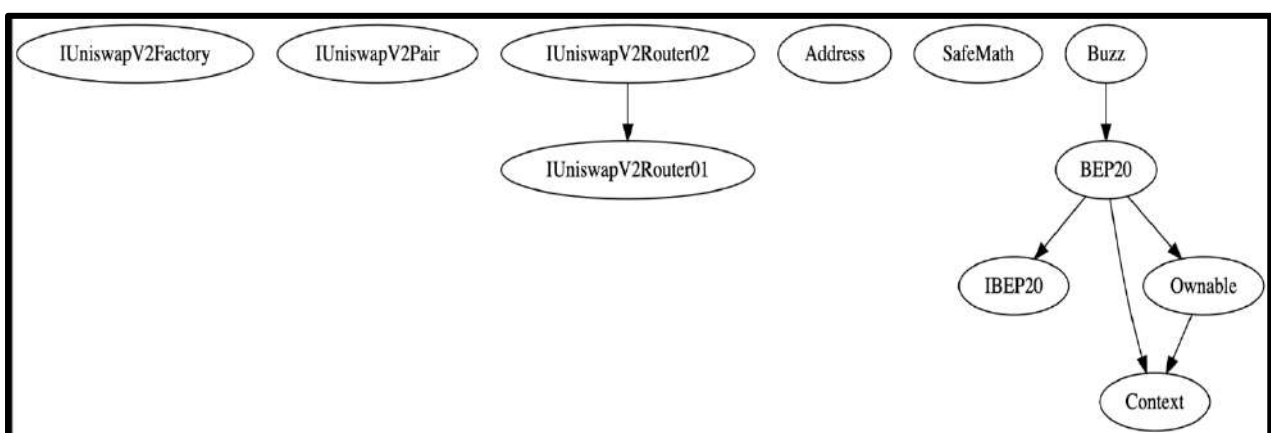 IUniswapV2Factory
IUniswapV2Pair
IUniswapV2Router02
Address
SafeMath
Buzz
IUniswapV2Router01
BEP20
IBEP20
Ownable
Context